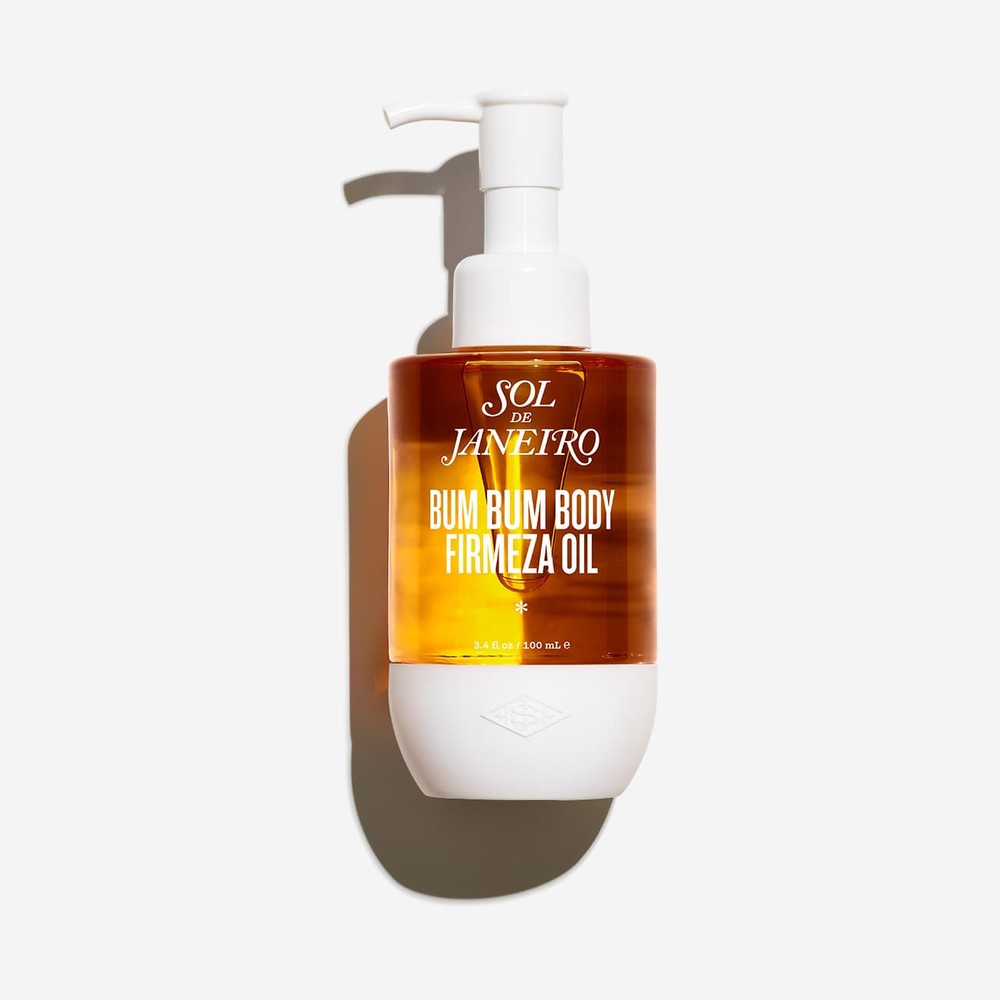 SOL
DE
JANEIRO
BUM BUM BODY
FIRMEZA OIL
*
3.4 fl oz / 100 mL ℮